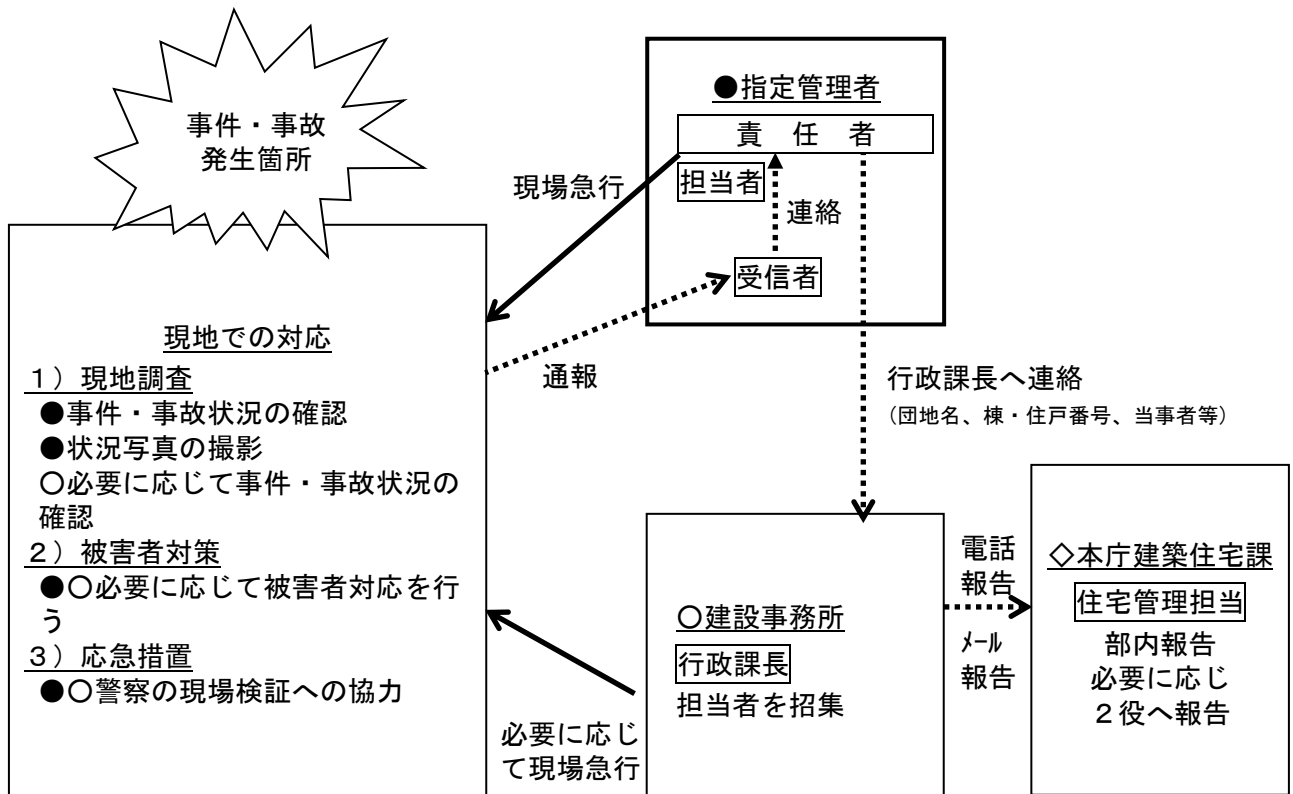 事件・事故
発生箇所
●指定管理者
責 任 者
担当者
連絡
受信者
現場急行
通報
現地での対応
1）現地調査
●事件・事故状況の確認
●状況写真の撮影
○必要に応じて事件・事故状況の
確認
2）被害者対策
●○必要に応じて被害者対応を行
う
3）応急措置
●○警察の現場検証への協力
行政課長へ連絡
（団地名、棟・住戸番号、当事者等）
○建設事務所
行政課長
担当者を招集
必要に応じ
て現場急行
電話
報告
ﾒｰﾙ
報告
◇本庁建築住宅課
住宅管理担当
部内報告
必要に応じ
２役へ報告